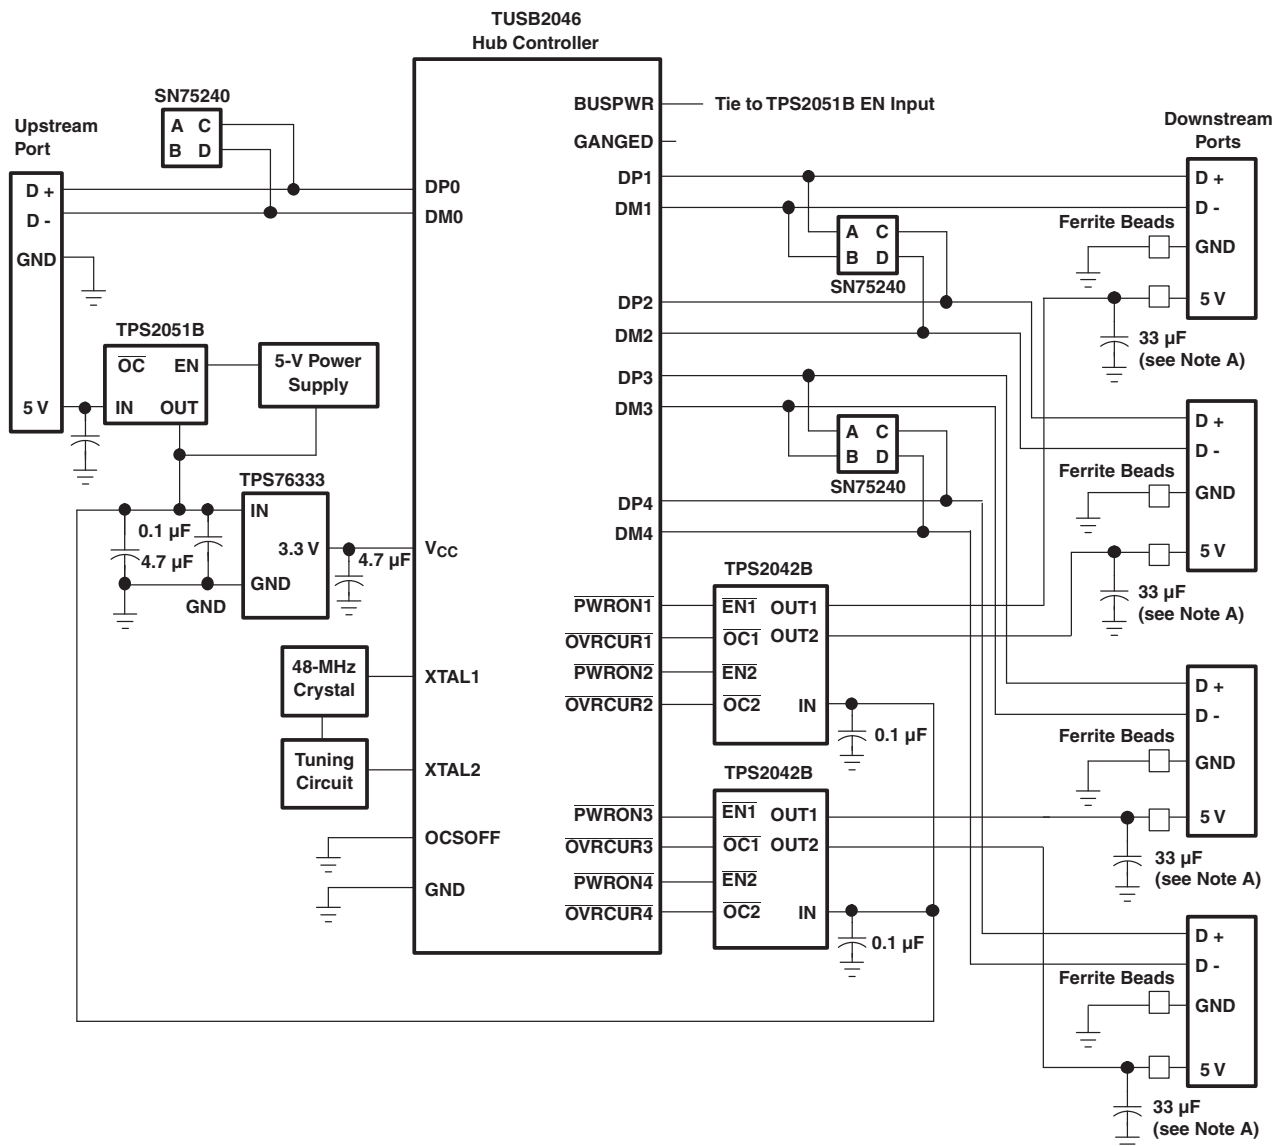 TUSB2046
Hub Controller
SN75240
A C
B D
Upstream
Port
D +
D -
GND
5 V
TPS2051B
OC EN
IN OUT
5-V Power
Supply
TPS76333
IN
3.3 V
GND
0.1 µF
4.7 µF
GND
4.7 µF
48-MHz
Crystal
Tuning
Circuit
DP0
DM0
VCC
XTAL1
XTAL2
OCSOFF
GND
BUSPWR
Tie to TPS2051B EN Input
GANGED
DP1
DM1
DP2
DM2
DP3
DM3
DP4
DM4
PWRON1
OVRCUR1
PWRON2
OVRCUR2
PWRON3
OVRCUR3
PWRON4
OVRCUR4
A C
B D
SN75240
A C
B D
SN75240
TPS2042B
EN1 OUT1
OC1 OUT2
EN2
OC2 IN
0.1 µF
TPS2042B
EN1 OUT1
OC1 OUT2
EN2
OC2 IN
0.1 µF
Downstream
Ports
D +
D -
Ferrite Beads
GND
5 V
33 µF
(see Note A)
D +
D -
Ferrite Beads
GND
5 V
33 µF
(see Note A)
D +
D -
Ferrite Beads
GND
5 V
33 µF
(see Note A)
D +
D -
Ferrite Beads
GND
5 V
33 µF
(see Note A)